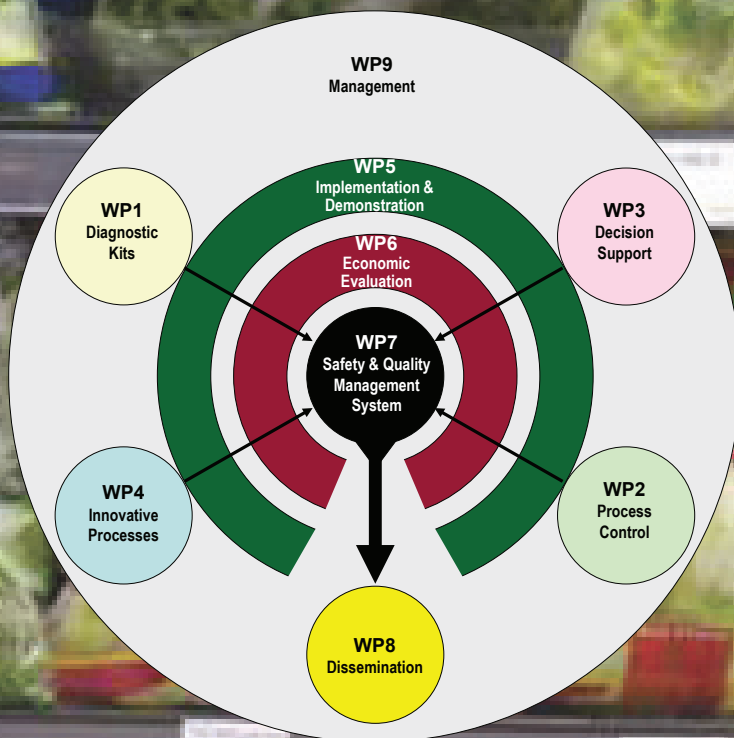 WP9
Management
WP5
Implementation &
Demonstration
WP1
Diagnostic
Kits
WP3
Decision
Support
WP6
Economic
Evaluation
WP7
Safety & Quality
Management
System
WP4
Innovative
Processes
WP2
Process
Control
WP8
Dissemination